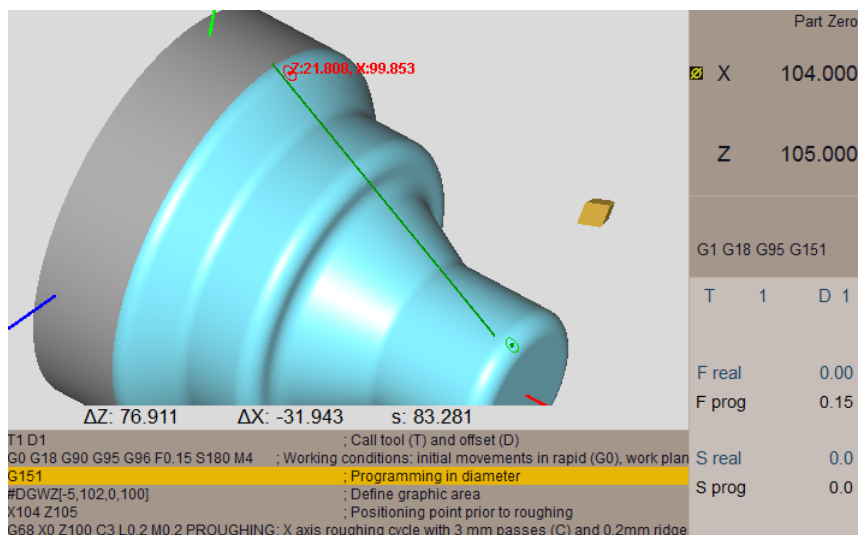 Part Zero
Z:21.808, X:99.853
Ø X 104.000
Z 105.000
G1 G18 G95 G151
T 1 D 1
F real 0.00
F prog 0.15
S real 0.0
S prog 0.0
ΔZ: 76.911 ΔX: -31.943 s: 83.281
T1 D1 ; Call tool (T) and offset (D)
G0 G18 G90 G95 G96 F0.15 S180 M4 ; Working conditions: initial movements in rapid (G0), work plan
G151 ; Programming in diameter
#DGWZ[-5,102,0,100] ; Define graphic area
X104 Z105 ; Positioning point prior to roughing
G68 X0 Z100 C3 L0.2 M0.2 PROUGHING; X axis roughing cycle with 3 mm passes (C) and 0.2mm ridge